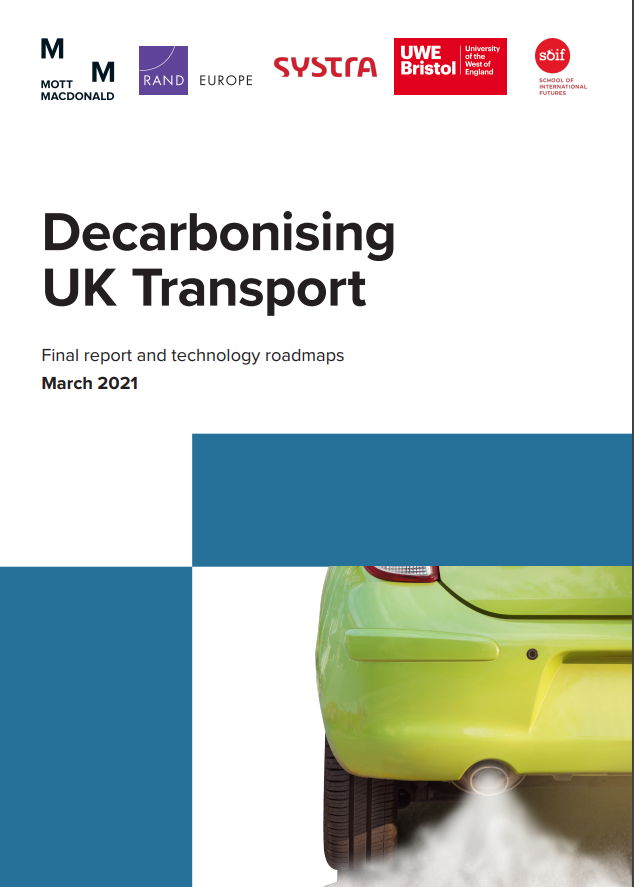 M
M
MOTT
MACDONALD
RAND EUROPE
SYSTRA
UWE
Bristol
University
of the
West of
England
soif
SCHOOL OF
INTERNATIONAL
FUTURES
Decarbonising
UK Transport
Final report and technology roadmaps
March 2021